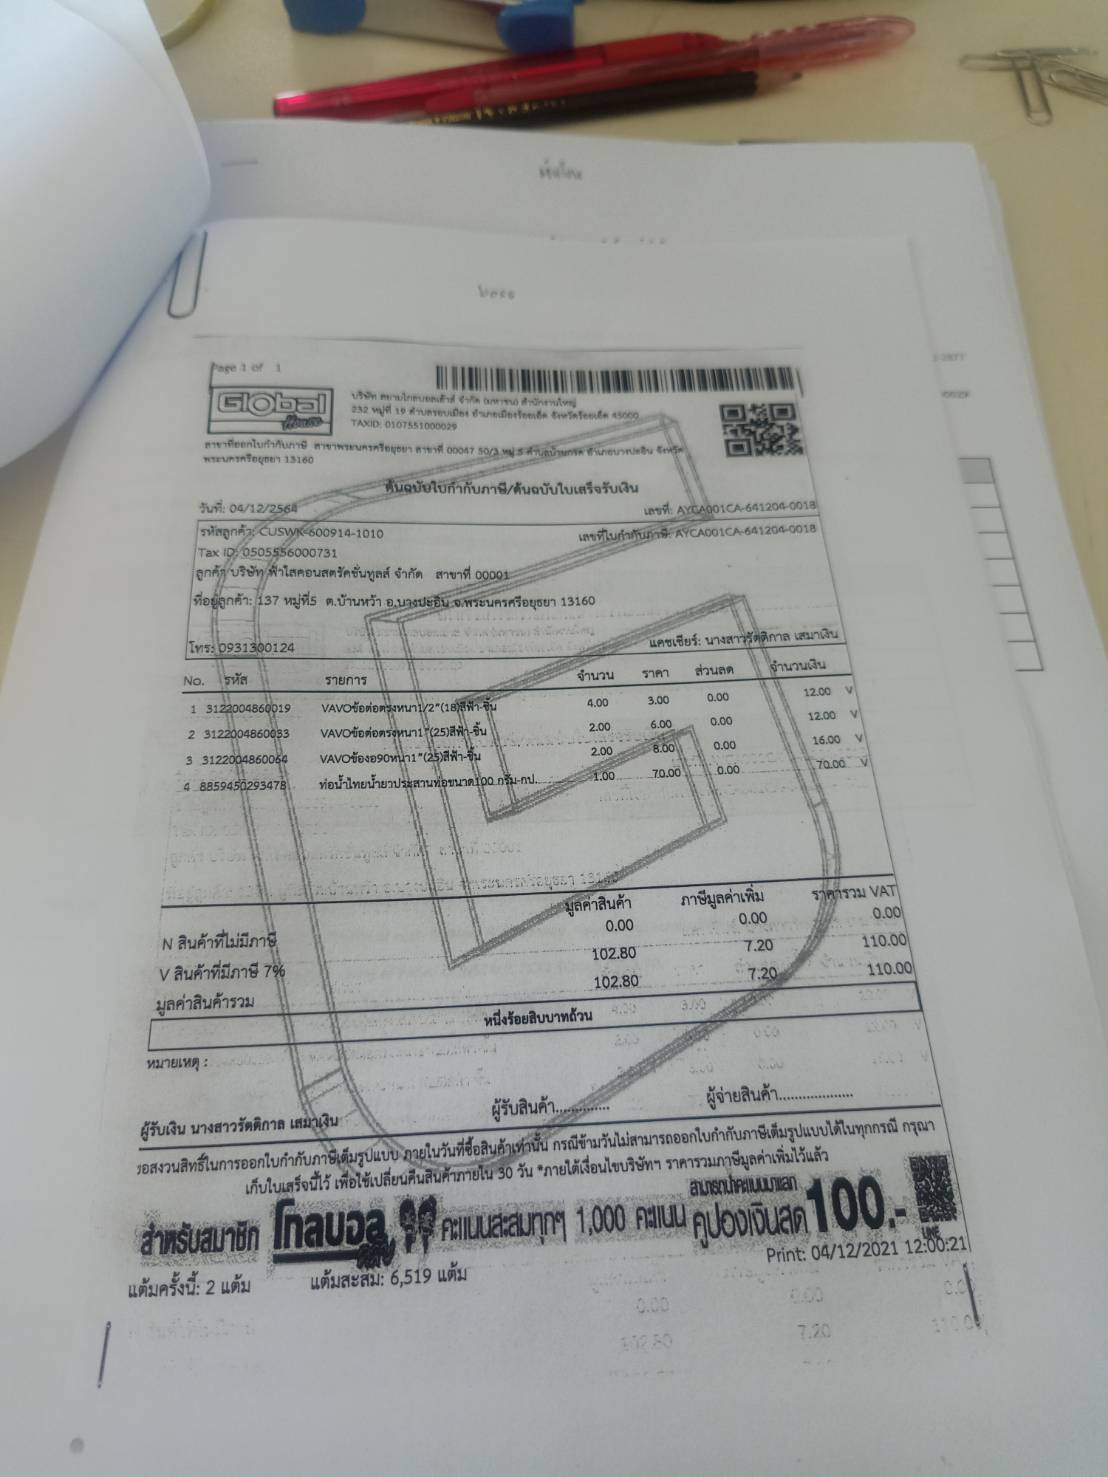 Page 1 of 1
Global House
บริษัท สยามโกลบอลเฮ้าส์ จำกัด (มหาชน) สำนักงานใหญ่
232 หมู่ที่ 19 ตำบลรอบเมือง อำเภอเมืองร้อยเอ็ด จังหวัดร้อยเอ็ด 45000
TAXID: 0107551000029
สาขาที่ออกใบกำกับภาษี สาขาพระนครศรีอยุธยา สาขาที่ 00047 50/3 หมู่ 5 ตำบลบ้านกรด อำเภอบางปะอิน จังหวัด
พระนครศรีอยุธยา 13160
ต้นฉบับใบกำกับภาษี/ต้นฉบับใบเสร็จรับเงิน
วันที่: 04/12/2564 เลขที่: AYCA001CA-641204-0018
รหัสลูกค้า: CUSWK-600914-1010 เลขที่ใบกำกับภาษี: AYCA001CA-641204-0018
Tax ID: 0505556000731
ลูกค้า บริษัท ฟ้าใสคอนสตรัคชั่นทูลส์ จำกัด สาขาที่ 00001
ที่อยู่ลูกค้า: 137 หมู่ที่5 ต.บ้านหว้า อ.บางปะอิน จ.พระนครศรีอยุธยา 13160
โทร: 0931300124 แคชเชียร์: นางสาวรัตติกาล เสมาเงิน
No. รหัส รายการ จำนวน ราคา ส่วนลด จำนวนเงิน
1 3122004860019 VAVOข้อต่อตรงหนา1/2"(18)สีฟ้า-ชิ้น 4.00 3.00 0.00 12.00 V
2 3122004860033 VAVOข้อต่อตรงหนา1"(25)สีฟ้า-ชิ้น 2.00 6.00 0.00 12.00 V
3 3122004860064 VAVOข้องอ90หนา1"(25)สีฟ้า-ชิ้น 2.00 8.00 0.00 16.00 V
4 8859450293478 ท่อน้ำไทยน้ำยาประสานท่อขนาด100 กรัม-กป. 1.00 70.00 0.00 70.00 V
มูลค่าสินค้า ภาษีมูลค่าเพิ่ม ราคารวม VAT
N สินค้าที่ไม่มีภาษี 0.00 0.00 0.00
V สินค้าที่มีภาษี 7% 102.80 7.20 110.00
มูลค่าสินค้ารวม 102.80 7.20 110.00
หนึ่งร้อยสิบบาทถ้วน
หมายเหตุ :
ผู้รับเงิน นางสาวรัตติกาล เสมาเงิน ผู้รับสินค้า.............. ผู้จ่ายสินค้า...................
ขอสงวนสิทธิ์ในการออกใบกำกับภาษีเต็มรูปแบบ ภายในวันที่ซื้อสินค้าเท่านั้น กรณีข้ามวันไม่สามารถออกใบกำกับภาษีเต็มรูปแบบได้ในทุกกรณี กรุณา
เก็บใบเสร็จนี้ไว้ เพื่อใช้เปลี่ยนคืนสินค้าภายใน 30 วัน *ภายใต้เงื่อนไขบริษัทฯ ราคารวมภาษีมูลค่าเพิ่มไว้แล้ว
สำหรับสมาชิก โกลบอล คลับ คะแนนสะสมทุกๆ 1,000 คะแนน สามารถนำคะแนนมาแลก คูปองเงินสด 100.- LINE
Print: 04/12/2021 12:00:21
แต้มครั้งนี้: 2 แต้ม แต้มสะสม: 6,519 แต้ม